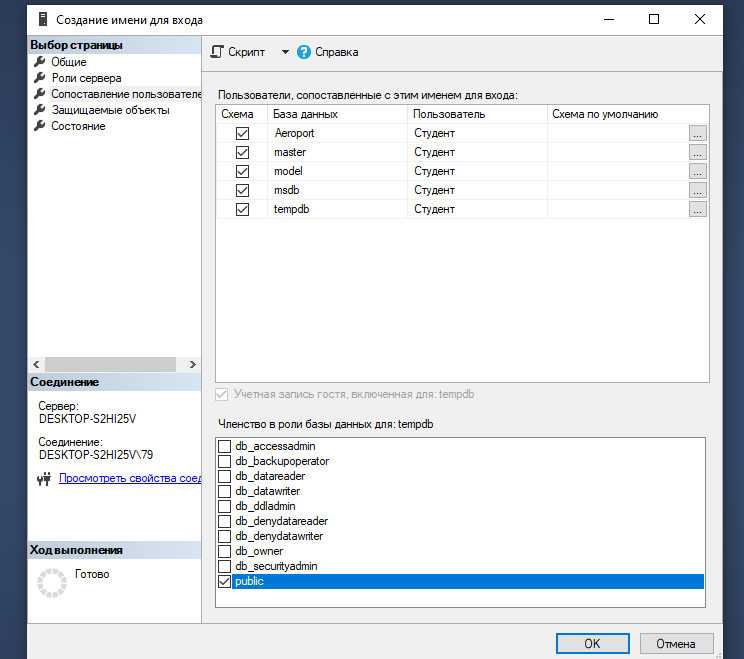 Создание имени для входа
Выбор страницы
Общие
Роли сервера
Сопоставление пользователе
Защищаемые объекты
Состояние
Скрипт
Справка
Пользователи, сопоставленные с этим именем для входа:
Схема База данных Пользователь Схема по умолчанию
Aeroport Студент ...
master Студент ...
model Студент ...
msdb Студент ...
tempdb Студент ...
Учетная запись гостя, включенная для: tempdb
Членство в роли базы данных для: tempdb
db_accessadmin
db_backupoperator
db_datareader
db_datawriter
db_ddladmin
db_denydatareader
db_denydatawriter
db_owner
db_securityadmin
public
Соединение
Сервер:
DESKTOP-S2HI25V
Соединение:
DESKTOP-S2HI25V\79
Просмотреть свойства соед
Ход выполнения
Готово
OK Отмена